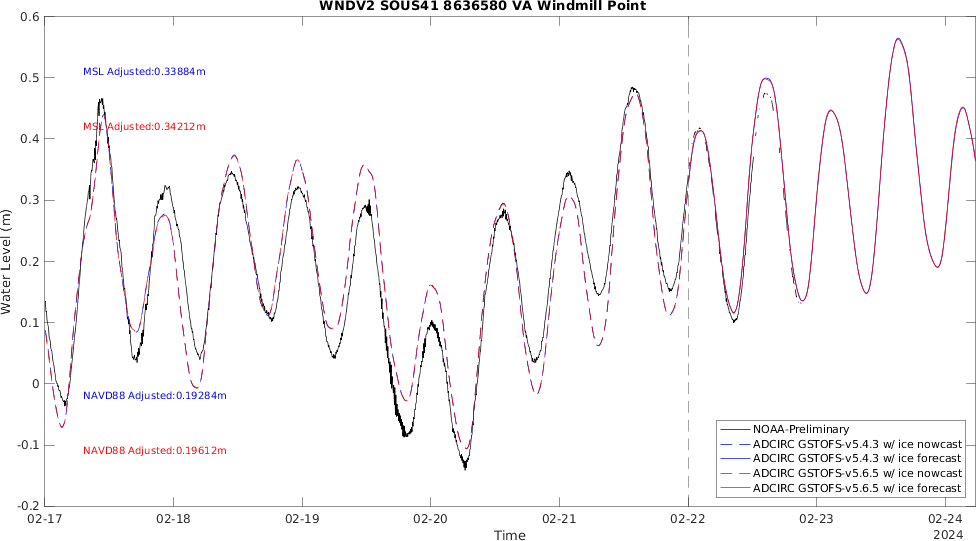 WNDV2 SOUS41 8636580 VA Windmill Point
0.6
0.5
0.4
0.3
0.2
0.1
0
-0.1
-0.2
Water Level (m)
MSL Adjusted:0.33884m
MSL Adjusted:0.34212m
NAVD88 Adjusted:0.19284m
NAVD88 Adjusted:0.19612m
NOAA-Preliminary
ADCIRC GSTOFS-v5.4.3 w/ ice nowcast
ADCIRC GSTOFS-v5.4.3 w/ ice forecast
ADCIRC GSTOFS-v5.6.5 w/ ice nowcast
ADCIRC GSTOFS-v5.6.5 w/ ice forecast
02-17 02-18 02-19 02-20 02-21 02-22 02-23 02-24
Time
2024